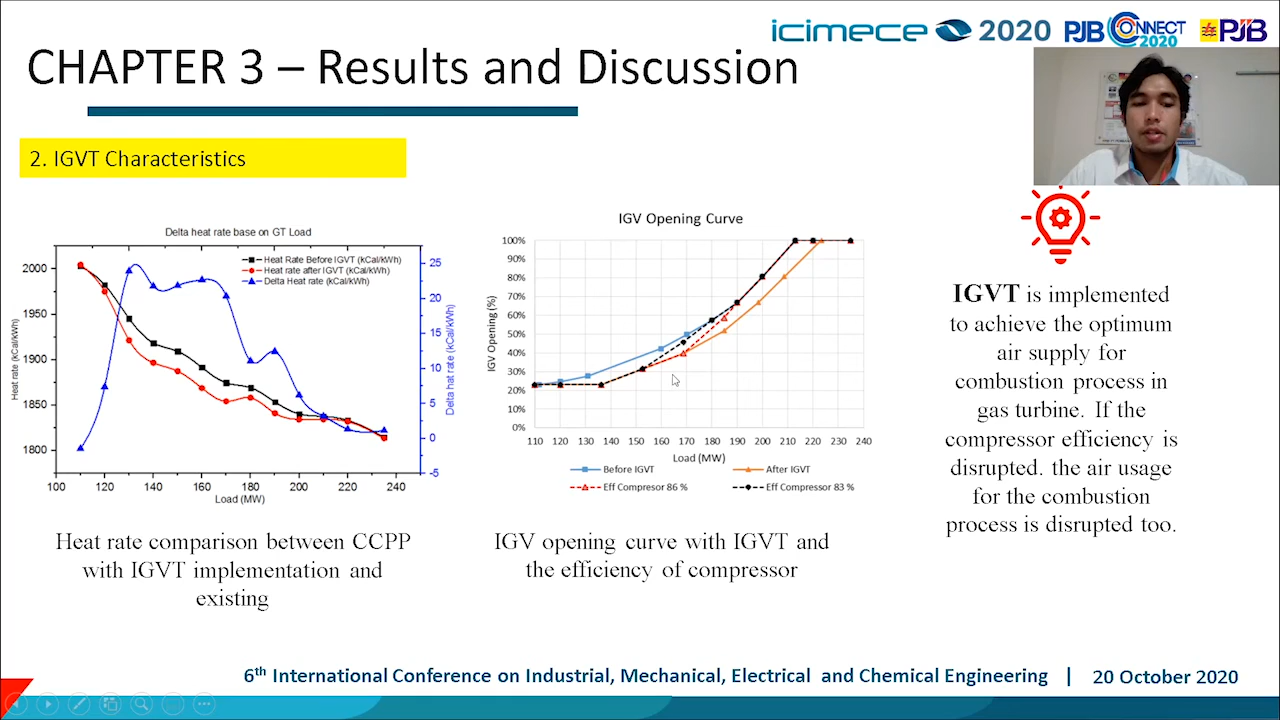 icimece 2020 PJB CONNECT 2020 PJB
CHAPTER 3 – Results and Discussion
2. IGVT Characteristics
Delta heat rate base on GT Load
Heat Rate Before IGVT (kCal/kWh)
Heat rate after IGVT (kCal/kWh)
Delta Heat rate (kCal/kWh)
2000
1950
1900
1850
1800
Heat rate (kCal/kWh)
25
20
15
10
5
0
-5
Delta hat rate (kCal/kWh)
100 120 140 160 180 200 220 240
Load (MW)
Heat rate comparison between CCPP
with IGVT implementation and
existing
IGV Opening Curve
100%
90%
80%
70%
60%
50%
40%
30%
20%
10%
0%
IGV Opening (%)
110 120 130 140 150 160 170 180 190 200 210 220 230 240
Load (MW)
Before IGVT After IGVT
Eff Compresor 86 % Eff Compresor 83 %
IGV opening curve with IGVT and
the efficiency of compressor
IGVT is implemented
to achieve the optimum
air supply for
combustion process in
gas turbine. If the
compressor efficiency is
disrupted. the air usage
for the combustion
process is disrupted too.
6th International Conference on Industrial, Mechanical, Electrical and Chemical Engineering | 20 October 2020